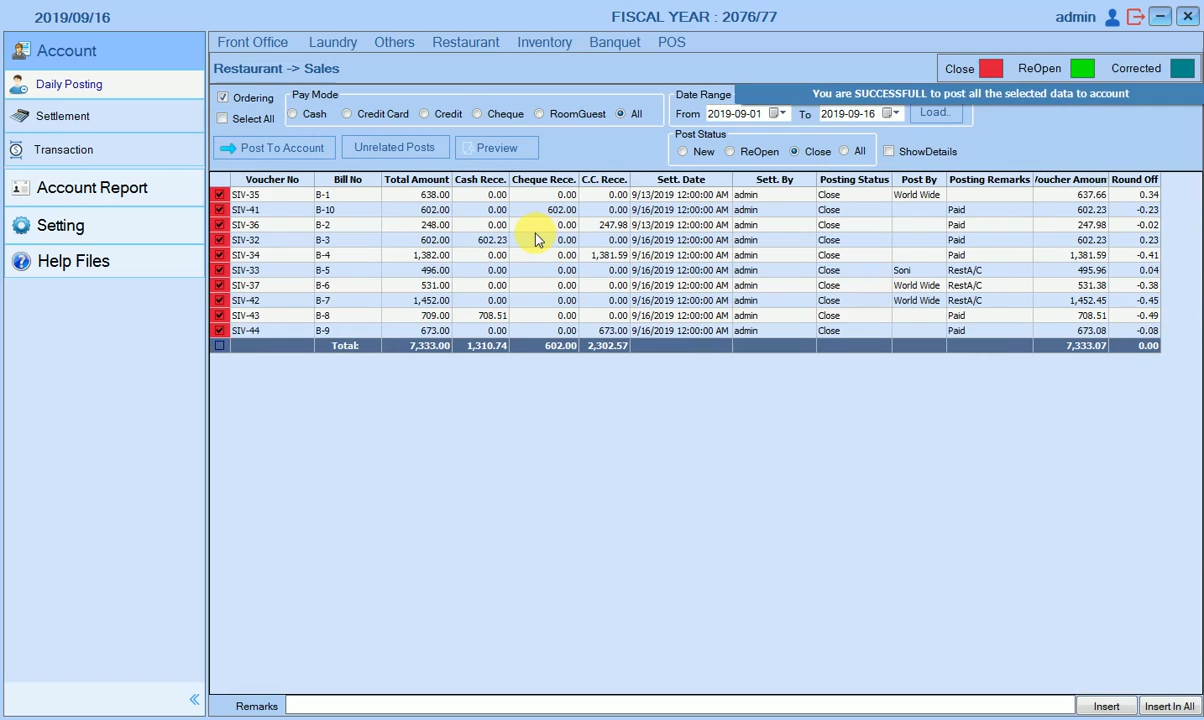 2019/09/16 FISCAL YEAR : 2076/77 admin
Account
Daily Posting
Settlement
Transaction
Account Report
Setting
Help Files
Front Office Laundry Others Restaurant Inventory Banquet POS
Restaurant -> Sales Close ReOpen Corrected
You are SUCCESSFULL to post all the selected data to account
Ordering Pay Mode Date Range
Select All Cash Credit Card Credit Cheque RoomGuest All From 2019-09-01 To 2019-09-16 Load..
Post To Account Unrelated Posts Preview
Post Status
New ReOpen Close All ShowDetails
Voucher No Bill No Total Amount Cash Rece. Cheque Rece. C.C. Rece. Sett. Date Sett. By Posting Status Post By Posting Remarks Voucher Amoun Round Off
SIV-35 B-1 638.00 0.00 0.00 0.00 9/13/2019 12:00:00 AM admin Close World Wide 637.66 0.34
SIV-41 B-10 602.00 0.00 602.00 0.00 9/16/2019 12:00:00 AM admin Close Paid 602.23 -0.23
SIV-36 B-2 248.00 0.00 0.00 247.98 9/13/2019 12:00:00 AM admin Close Paid 247.98 -0.02
SIV-32 B-3 602.00 602.23 0.00 0.00 9/16/2019 12:00:00 AM admin Close Paid 602.23 0.23
SIV-34 B-4 1,382.00 0.00 0.00 1,381.59 9/16/2019 12:00:00 AM admin Close Paid 1,381.59 -0.41
SIV-33 B-5 496.00 0.00 0.00 0.00 9/16/2019 12:00:00 AM admin Close Soni RestA/C 495.96 0.04
SIV-37 B-6 531.00 0.00 0.00 0.00 9/16/2019 12:00:00 AM admin Close World Wide RestA/C 531.38 -0.38
SIV-42 B-7 1,452.00 0.00 0.00 0.00 9/16/2019 12:00:00 AM admin Close World Wide RestA/C 1,452.45 -0.45
SIV-43 B-8 709.00 708.51 0.00 0.00 9/16/2019 12:00:00 AM admin Close Paid 708.51 -0.49
SIV-44 B-9 673.00 0.00 0.00 673.00 9/16/2019 12:00:00 AM admin Close Paid 673.08 -0.08
Total: 7,333.00 1,310.74 602.00 2,302.57 7,333.07 0.00
Remarks Insert Insert In All